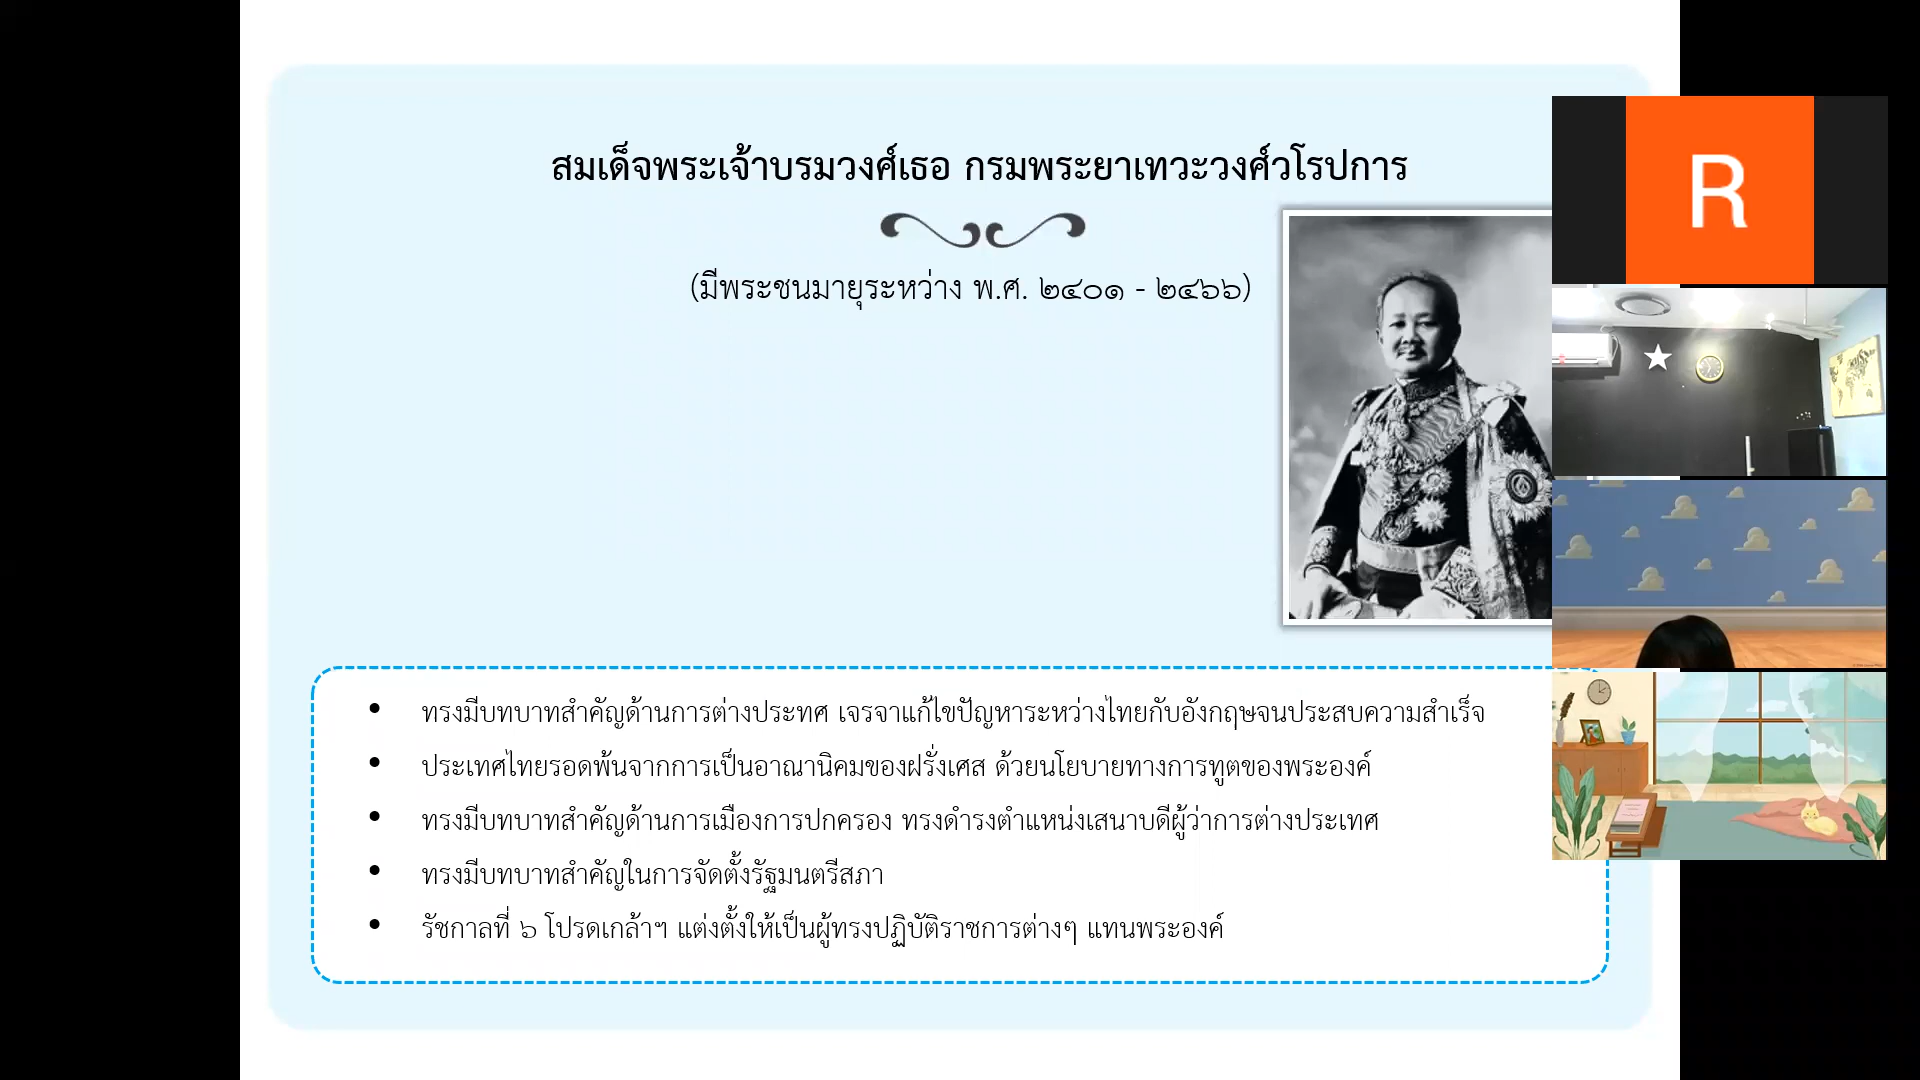 สมเด็จพระเจ้าบรมวงศ์เธอ กรมพระยาเทวะวงศ์วโรปการ
(มีพระชนมายุระหว่าง พ.ศ. ๒๔๐๑ - ๒๔๖๖)
R
• ทรงมีบทบาทสำคัญด้านการต่างประทศ เจรจาแก้ไขปัญหาระหว่างไทยกับอังกฤษจนประสบความสำเร็จ
• ประเทศไทยรอดพ้นจากการเป็นอาณานิคมของฝรั่งเศส ด้วยนโยบายทางการทูตของพระองค์
• ทรงมีบทบาทสำคัญด้านการเมืองการปกครอง ทรงดำรงตำแหน่งเสนาบดีผู้ว่าการต่างประเทศ
• ทรงมีบทบาทสำคัญในการจัดตั้งรัฐมนตรีสภา
• รัชกาลที่ ๖ โปรดเกล้าฯ แต่งตั้งให้เป็นผู้ทรงปฏิบัติราชการต่างๆ แทนพระองค์